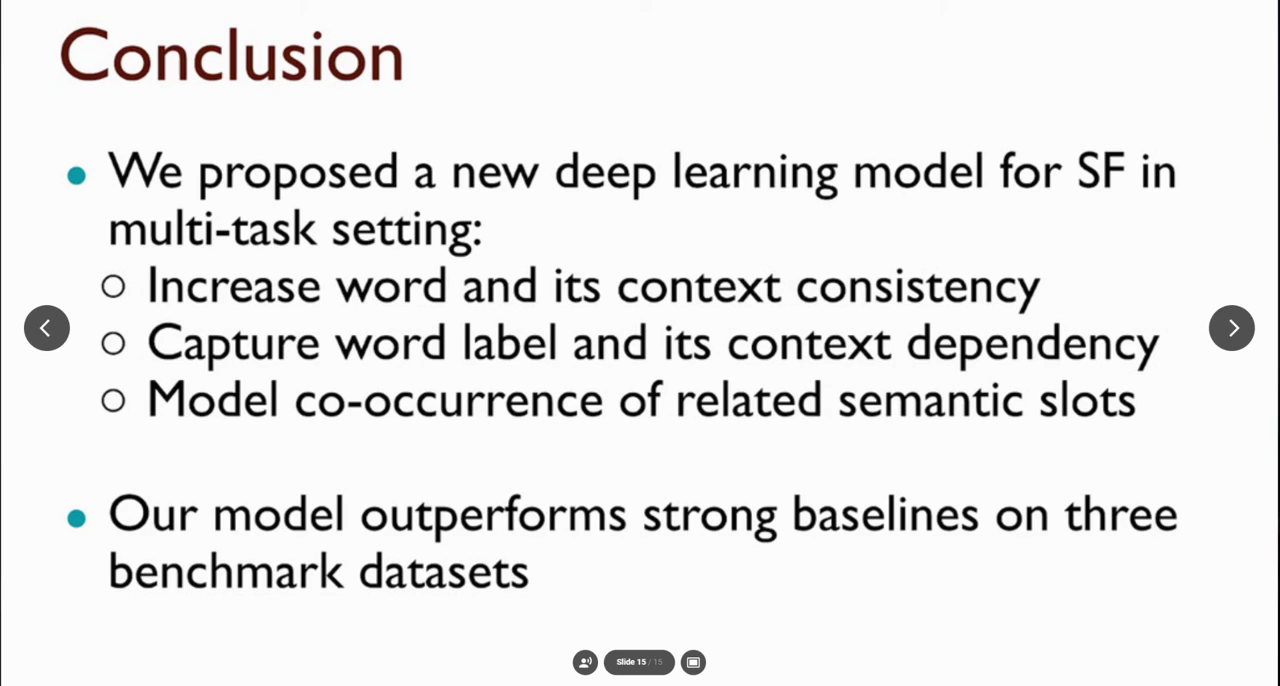 Conclusion
We proposed a new deep learning model for SF in
multi-task setting:
Increase word and its context consistency
Capture word label and its context dependency
Model co-occurrence of related semantic slots
Our model outperforms strong baselines on three
benchmark datasets
Slide 15 / 15